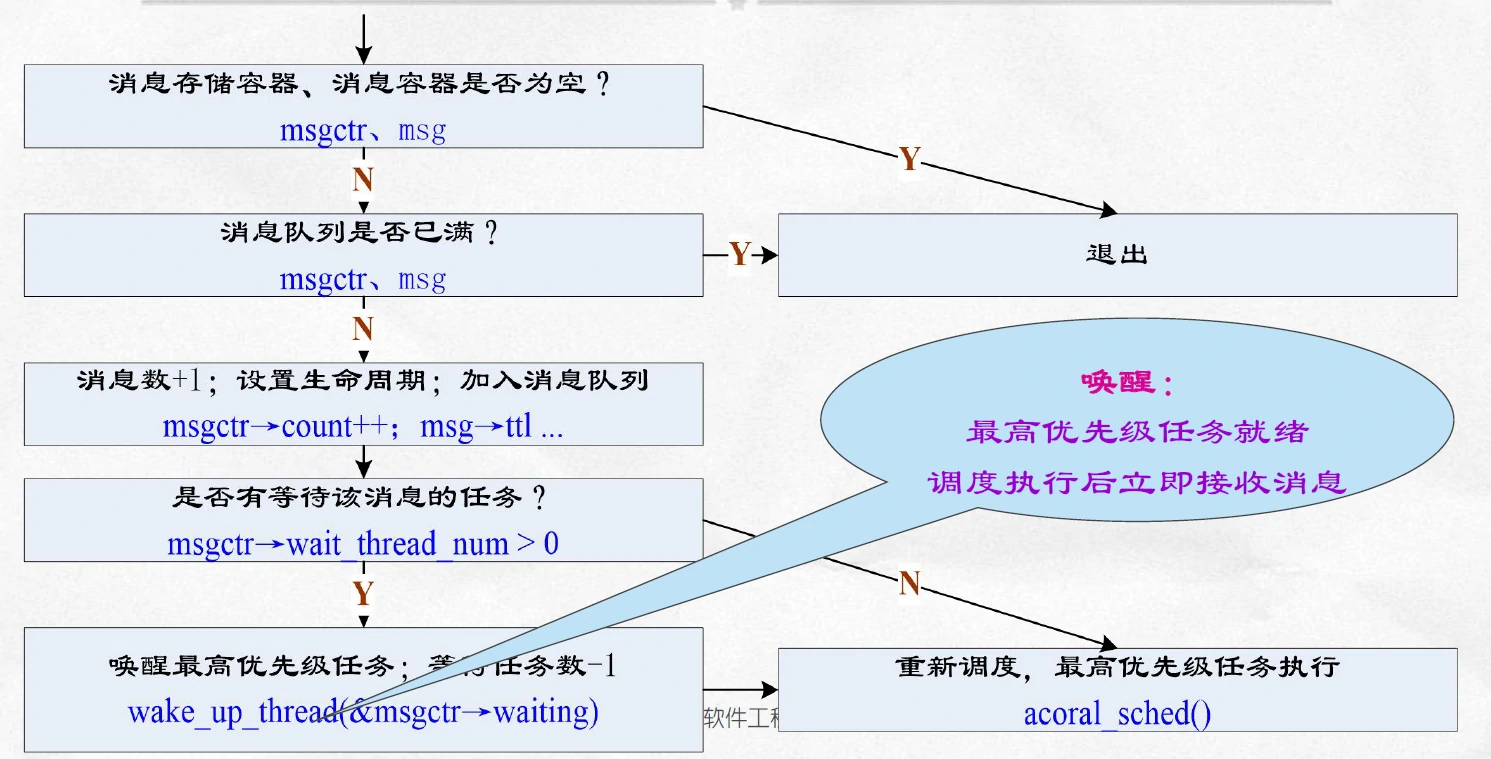 消息存储容器、消息容器是否为空?
msgctr、msg
Y
N
消息队列是否已满?
msgctr、msg
Y
退出
N
消息数+1; 设置生命周期; 加入消息队列
msgctr→count++; msg→ttl ...
唤醒:
最高优先级任务就绪
调度执行后立即接收消息
是否有等待该消息的任务?
msgctr→wait_thread_num > 0
N
Y
唤醒最高优先级任务; 等待任务数-1
wake_up_thread(&msgctr→waiting)
重新调度, 最高优先级任务执行
acoral_sched()
软件工